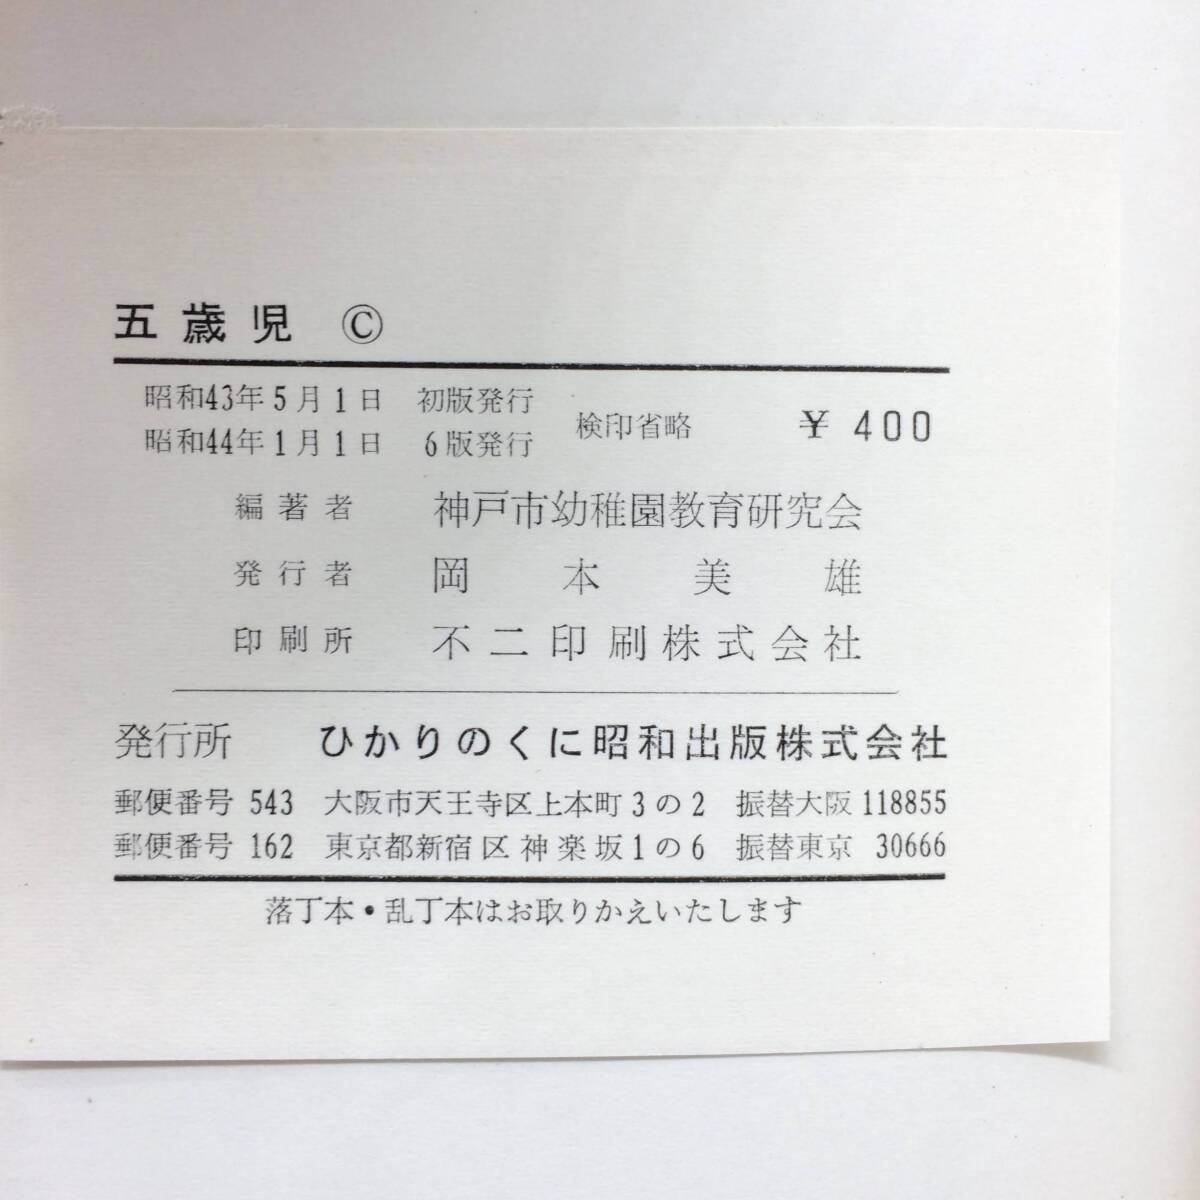 五歳児 ©
昭和43年5月1日 初版発行
昭和44年1月1日 6版発行
検印省略 ¥400
編著者 神戸市幼稚園教育研究会
発行者 岡本美雄
印刷所 不二印刷株式会社
発行所 ひかりのくに昭和出版株式会社
郵便番号 543 大阪市天王寺区上本町3の2 振替大阪 118855
郵便番号 162 東京都新宿区神楽坂1の6 振替東京 30666
落丁本・乱丁本はお取りかえいたします